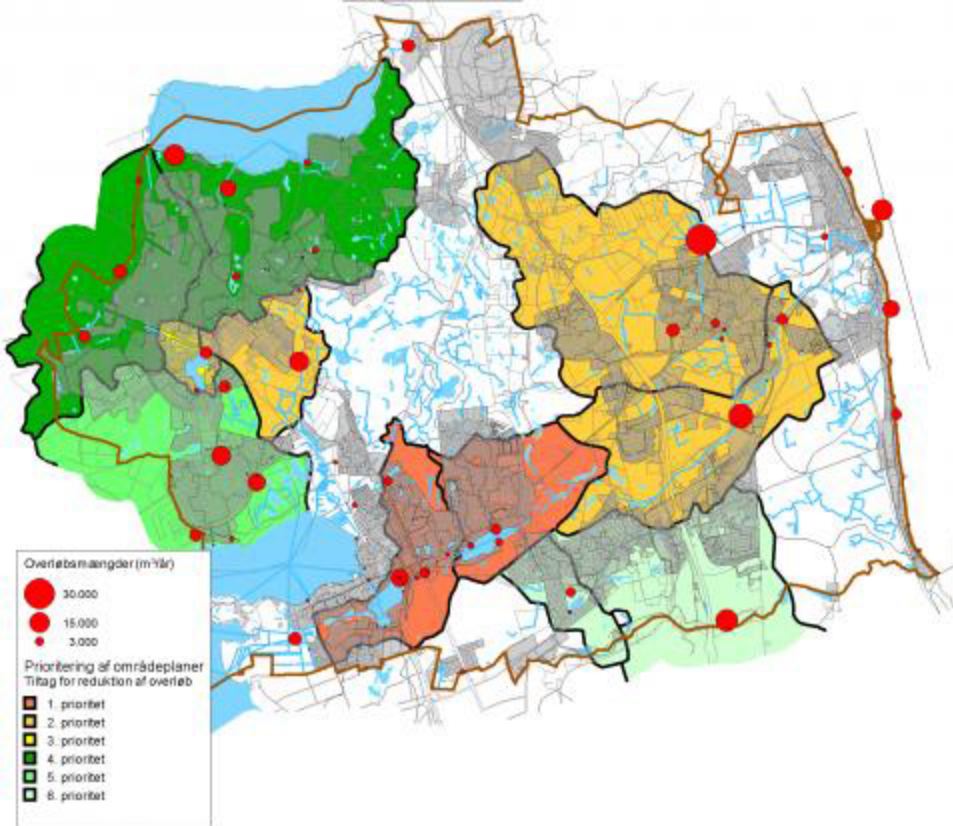 Overløbsmængder (m³/år)
30.000
15.000
3.000
Prioritering af områdeplaner
Tiltag for reduktion af overløb
1. prioritet
2. prioritet
3. prioritet
4. prioritet
5. prioritet
6. prioritet